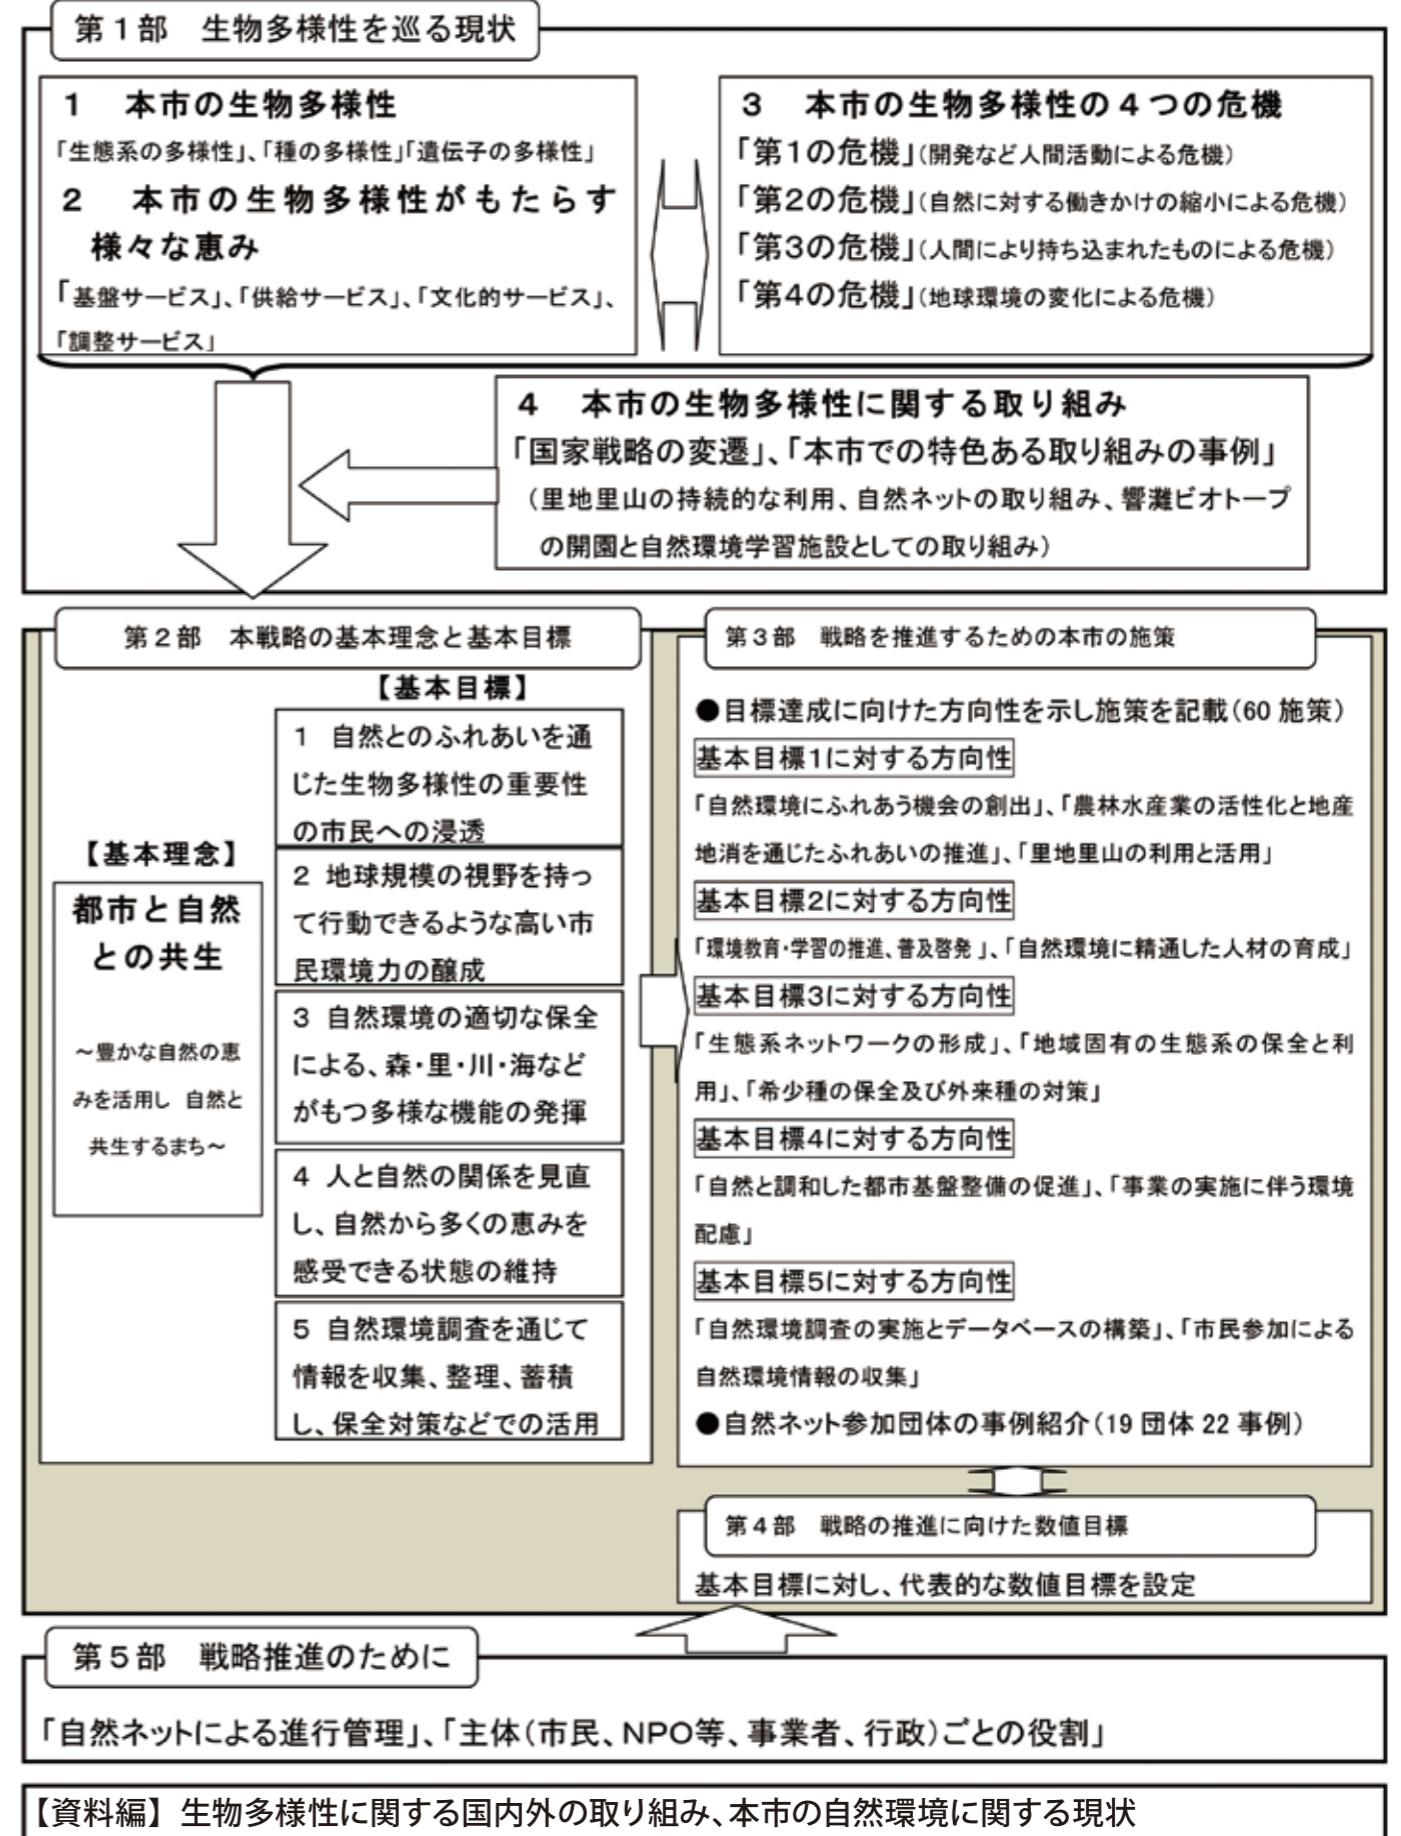 第1部　生物多様性を巡る現状
1　本市の生物多様性
「生態系の多様性」、「種の多様性」「遺伝子の多様性」
2　本市の生物多様性がもたらす
様々な恵み
「基盤サービス」、「供給サービス」、「文化的サービス」、
「調整サービス」
3　本市の生物多様性の4つの危機
「第1の危機」（開発など人間活動による危機）
「第2の危機」（自然に対する働きかけの縮小による危機）
「第3の危機」（人間により持ち込まれたものによる危機）
「第4の危機」（地球環境の変化による危機）
4　本市の生物多様性に関する取り組み
「国家戦略の変遷」、「本市での特色ある取り組みの事例」
（里地里山の持続的な利用、自然ネットの取り組み、響灘ビオトープ
の開園と自然環境学習施設としての取り組み）
第2部　本戦略の基本理念と基本目標
【基本理念】
都市と自然
との共生
～豊かな自然の恵
みを活用し　自然と
共生するまち～
【基本目標】
1　自然とのふれあいを通
じた生物多様性の重要性
の市民への浸透
2　地球規模の視野を持っ
て行動できるような高い市
民環境力の醸成
3　自然環境の適切な保全
による、森・里・川・海など
がもつ多様な機能の発揮
4　人と自然の関係を見直
し、自然から多くの恵みを
感受できる状態の維持
5　自然環境調査を通じて
情報を収集、整理、蓄積
し、保全対策などでの活用
第3部　戦略を推進するための本市の施策
●目標達成に向けた方向性を示し施策を記載（60 施策）
基本目標1に対する方向性
「自然環境にふれあう機会の創出」、「農林水産業の活性化と地産
地消を通じたふれあいの推進」、「里地里山の利用と活用」
基本目標2に対する方向性
「環境教育・学習の推進、普及啓発」、「自然環境に精通した人材の育成」
基本目標3に対する方向性
「生態系ネットワークの形成」、「地域固有の生態系の保全と利
用」、「希少種の保全及び外来種の対策」
基本目標4に対する方向性
「自然と調和した都市基盤整備の促進」、「事業の実施に伴う環境
配慮」
基本目標5に対する方向性
「自然環境調査の実施とデータベースの構築」、「市民参加による
自然環境情報の収集」
●自然ネット参加団体の事例紹介（19 団体 22 事例）
第4部　戦略の推進に向けた数値目標
基本目標に対し、代表的な数値目標を設定
第5部　戦略推進のために
「自然ネットによる進行管理」、「主体（市民、NPO等、事業者、行政）ごとの役割」
【資料編】生物多様性に関する国内外の取り組み、本市の自然環境に関する現状